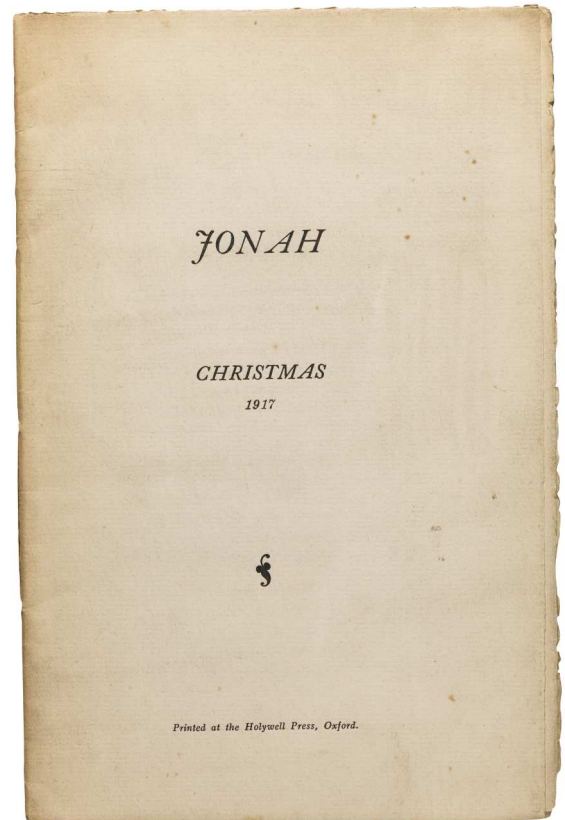 JONAH
CHRISTMAS
1917
Printed at the Holywell Press, Oxford.